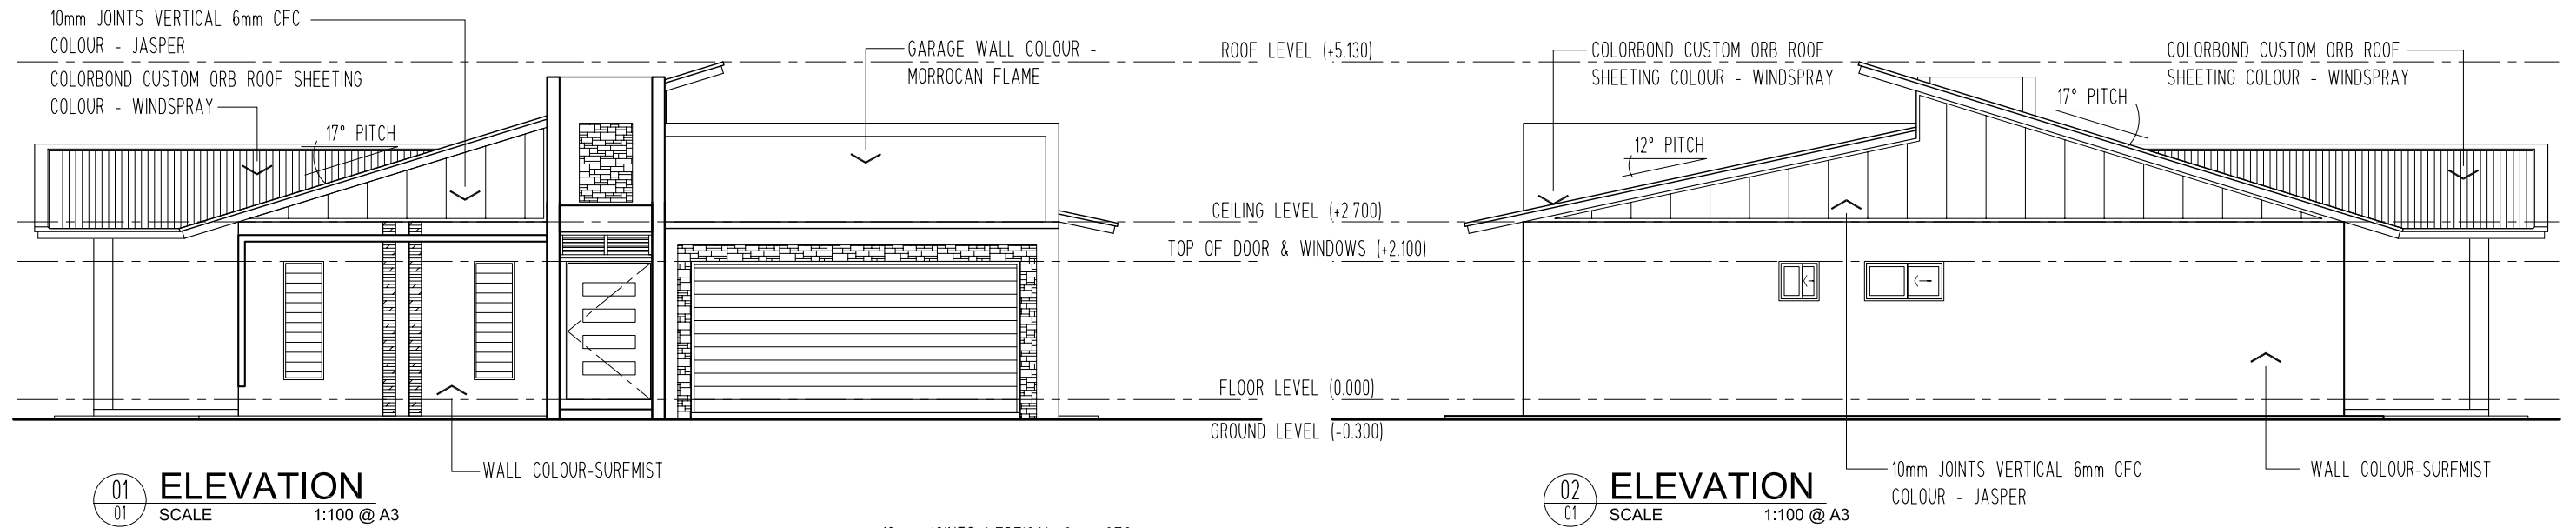 10mm JOINTS VERTICAL 6mm CFC
COLOUR - JASPER
COLORBOND CUSTOM ORB ROOF SHEETING
COLOUR - WINDSPRAY
17° PITCH
GARAGE WALL COLOUR -
MORROCAN FLAME
WALL COLOUR-SURFMIST
01
01
ELEVATION
SCALE 1:100 @ A3
ROOF LEVEL (+5.130)
CEILING LEVEL (+2.700)
TOP OF DOOR & WINDOWS (+2.100)
FLOOR LEVEL (0.000)
GROUND LEVEL (-0.300)
COLORBOND CUSTOM ORB ROOF
SHEETING COLOUR - WINDSPRAY
12° PITCH
17° PITCH
COLORBOND CUSTOM ORB ROOF
SHEETING COLOUR - WINDSPRAY
10mm JOINTS VERTICAL 6mm CFC
COLOUR - JASPER
WALL COLOUR-SURFMIST
02
01
ELEVATION
SCALE 1:100 @ A3